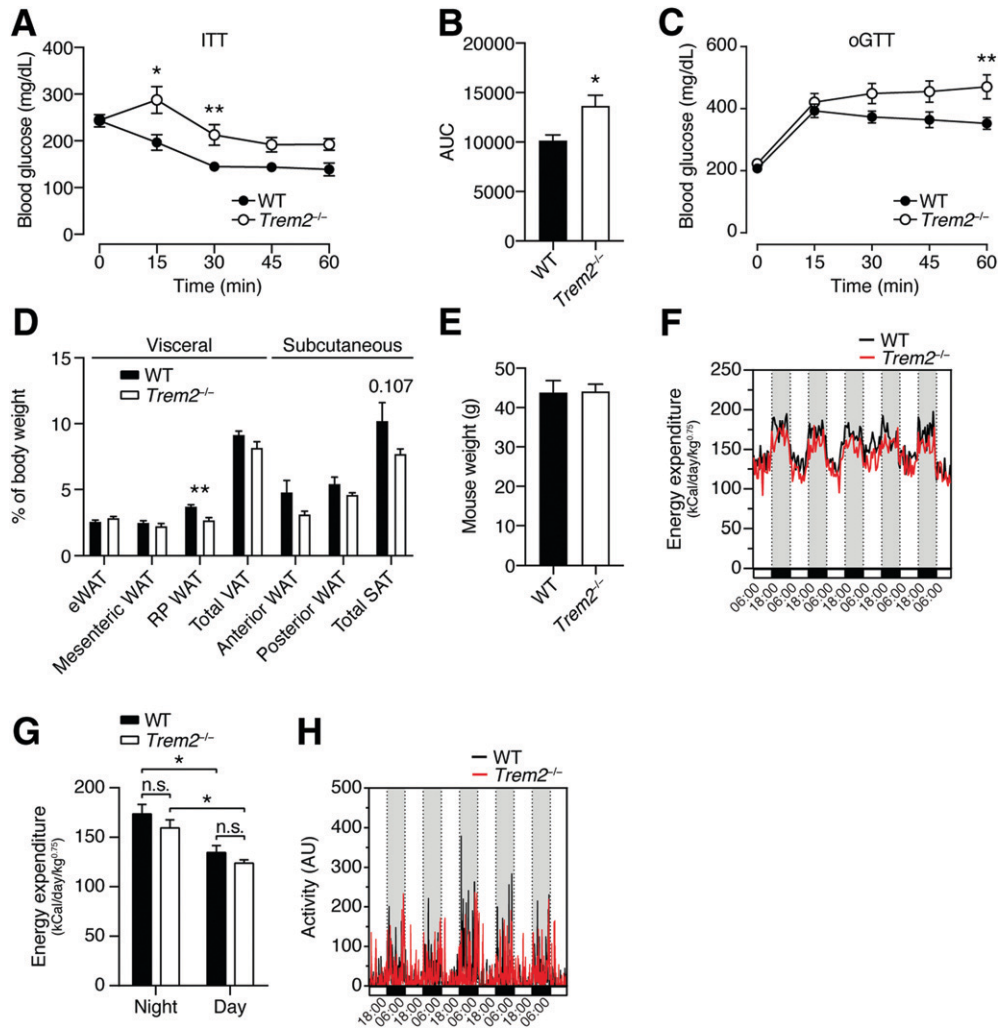 A
ITT
Blood glucose (mg/dL)
400
300
200
100
0
*
**
WT
Trem2–/–
0 15 30 45 60
Time (min)
B
AUC
20000
15000
10000
5000
0
*
WT
Trem2–/–
C
oGTT
Blood glucose (mg/dL)
600
400
200
0
**
WT
Trem2–/–
0 15 30 45 60
Time (min)
D
Visceral
Subcutaneous
WT
Trem2–/–
% of body weight
15
10
5
0
**
0.107
eWAT
Mesenteric WAT
RP WAT
Total VAT
Anterior WAT
Posterior WAT
Total SAT
E
Mouse weight (g)
50
40
30
20
10
0
WT
Trem2–/–
F
WT
Trem2–/–
Energy expenditure
(kCal/day/kg0.75)
250
200
150
100
50
0
06:00 18:00 06:00 18:00 06:00 18:00 06:00 18:00 06:00 18:00 06:00
G
WT
Trem2–/–
Energy expenditure
(kCal/day/kg0.75)
200
150
100
50
0
*
n.s.
*
n.s.
Night Day
H
WT
Trem2–/–
Activity (AU)
500
400
300
200
100
0
18:00 06:00 18:00 06:00 18:00 06:00 18:00 06:00 18:00 06:00